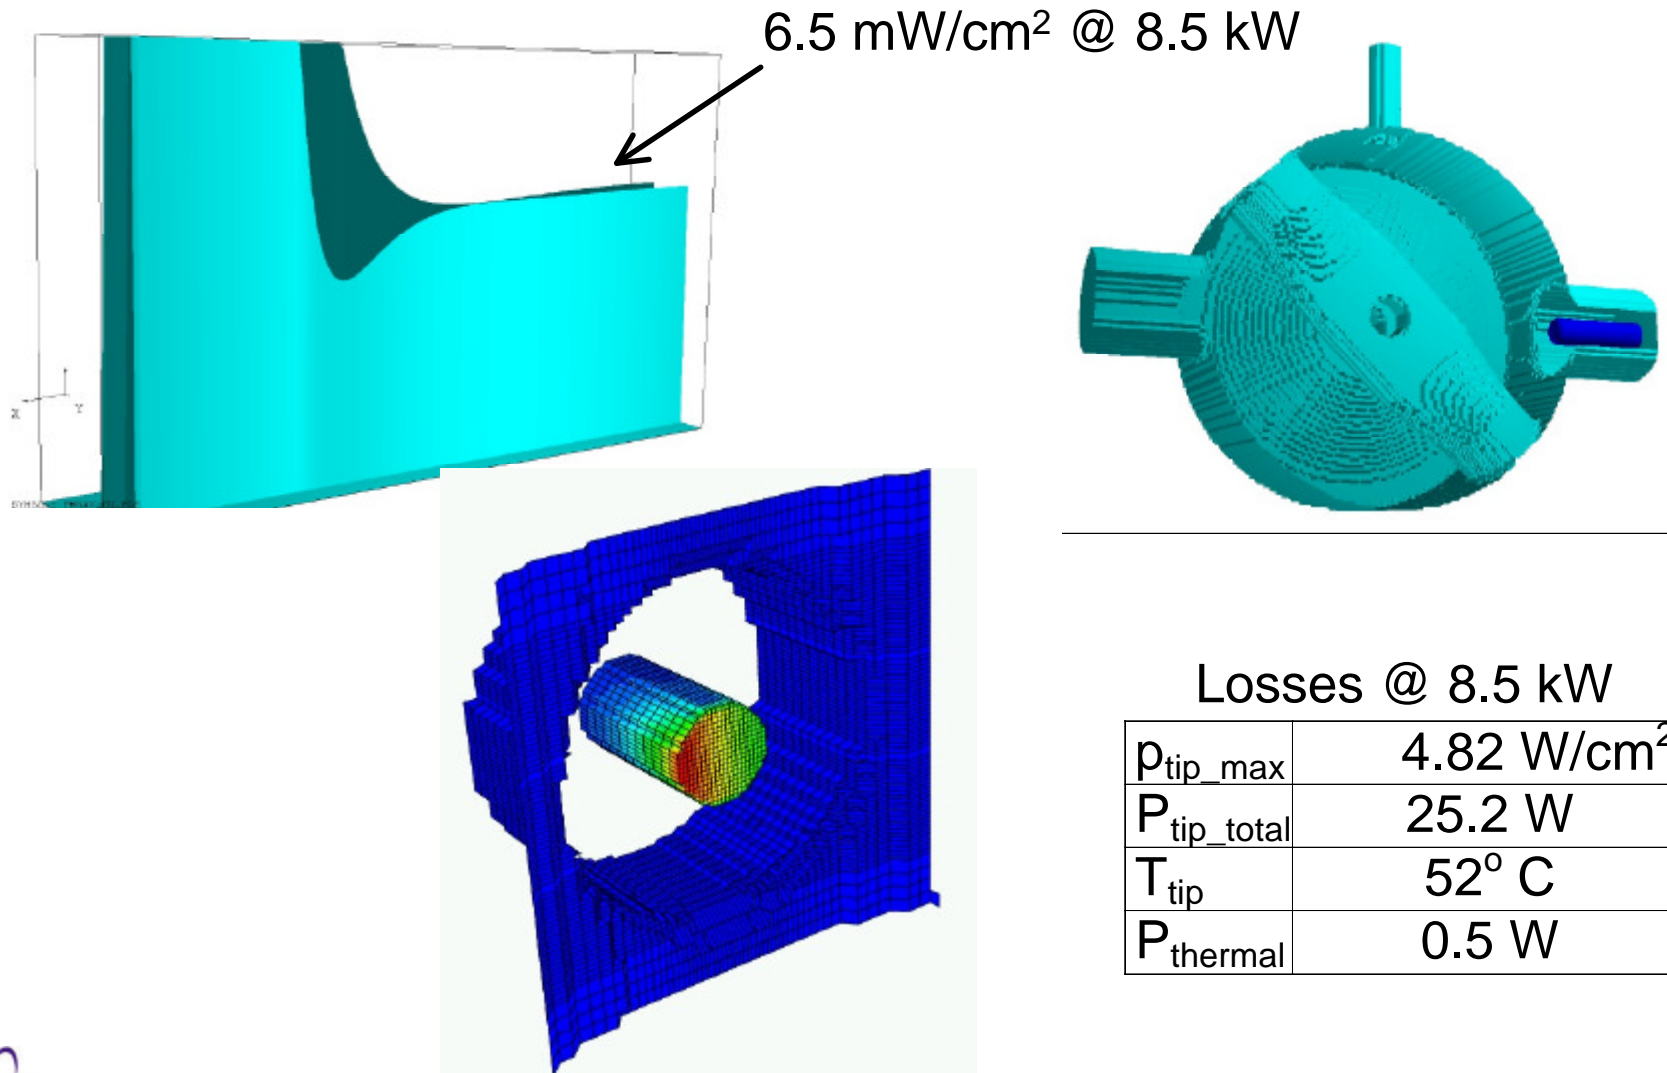 6.5 mW/cm² @ 8.5 kW
X
Y
Losses @ 8.5 kW
p_tip_max 4.82 W/cm²
P_tip_total 25.2 W
T_tip 52° C
P_thermal 0.5 W